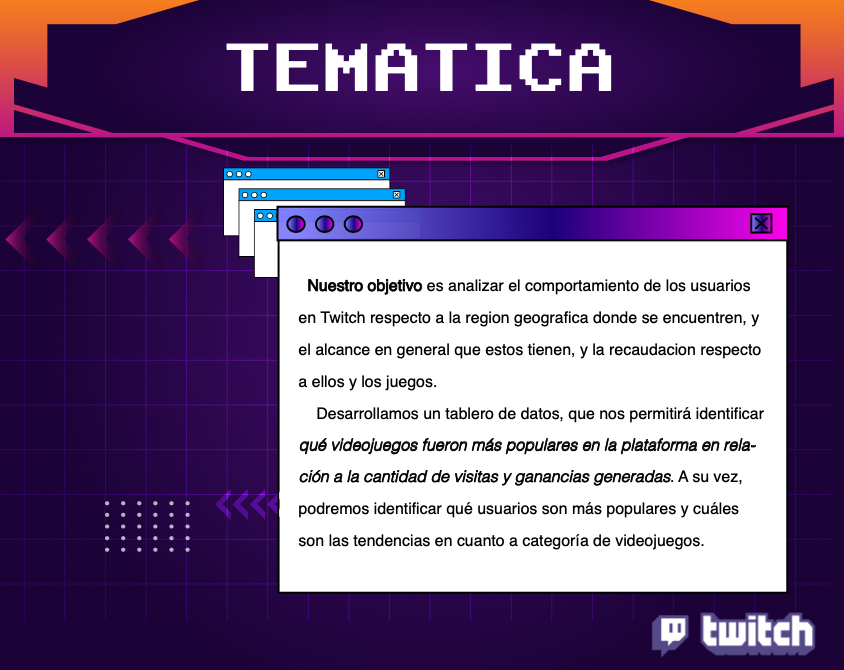 TEMATICA
Nuestro objetivo es analizar el comportamiento de los usuarios
en Twitch respecto a la region geografica donde se encuentren, y
el alcance en general que estos tienen, y la recaudacion respecto
a ellos y los juegos.
Desarrollamos un tablero de datos, que nos permitirá identificar
qué videojuegos fueron más populares en la plataforma en rela-
ción a la cantidad de visitas y ganancias generadas. A su vez,
podremos identificar qué usuarios son más populares y cuáles
son las tendencias en cuanto a categoría de videojuegos.
twitch